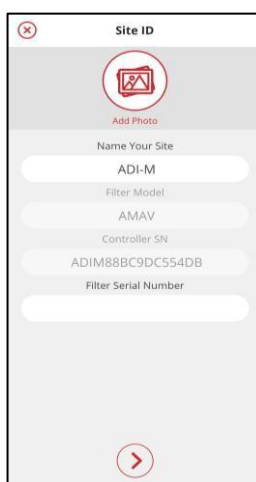 Site ID
Add Photo
Name Your Site
ADI-M
Filter Model
AMAV
Controller SN
ADIM88BC9DC554DB
Filter Serial Number